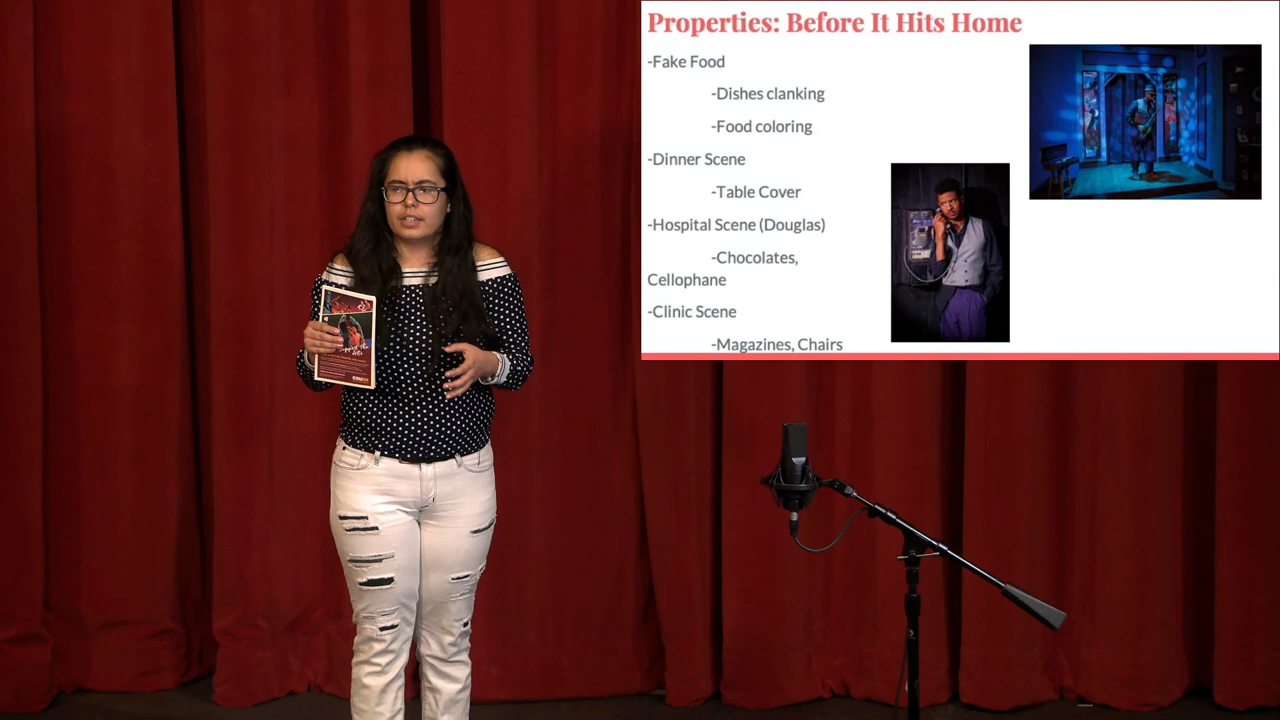 Properties: Before It Hits Home
-Fake Food
-Dishes clanking
-Food coloring
-Dinner Scene
-Table Cover
-Hospital Scene (Douglas)
-Chocolates,
Cellophane
-Clinic Scene
-Magazines, Chairs